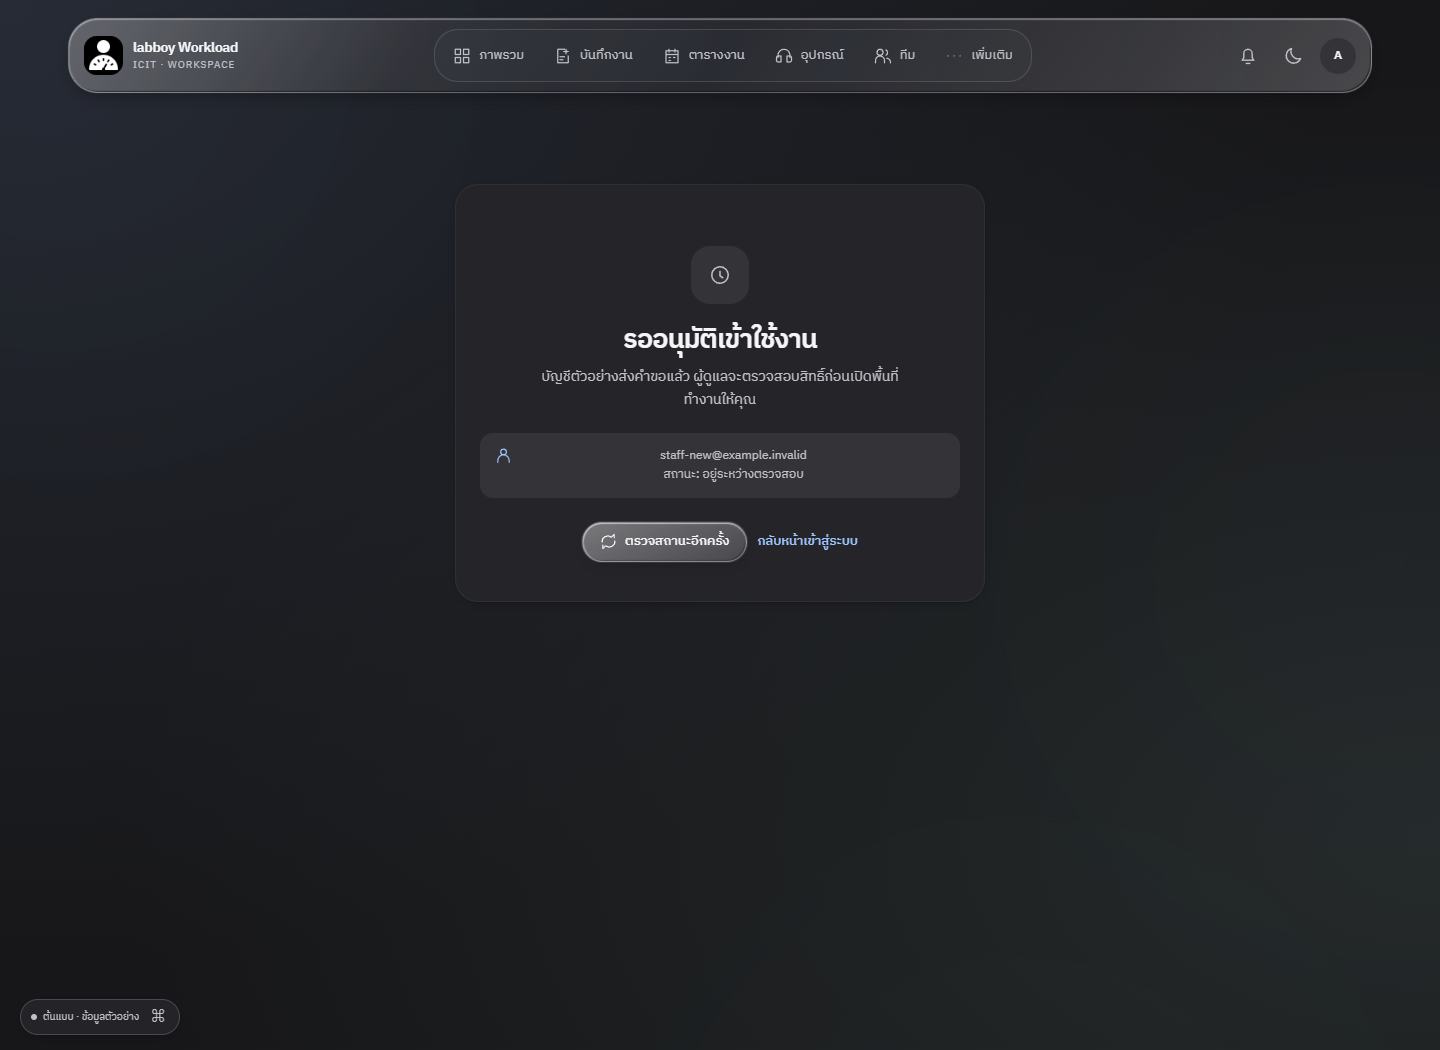 labboy Workload
ICIT · WORKSPACE
ภาพรวม
บันทึกงาน
ตารางงาน
อุปกรณ์
ทีม
··· เพิ่มเติม
A
รออนุมัติเข้าใช้งาน
บัญชีตัวอย่างส่งคำขอแล้ว ผู้ดูแลจะตรวจสอบสิทธิ์ก่อนเปิดพื้นที่
ทำงานให้คุณ
staff-new@example.invalid
สถานะ: อยู่ระหว่างตรวจสอบ
ตรวจสถานะอีกครั้ง
กลับหน้าเข้าสู่ระบบ
ต้นแบบ · ข้อมูลตัวอย่าง ⌘